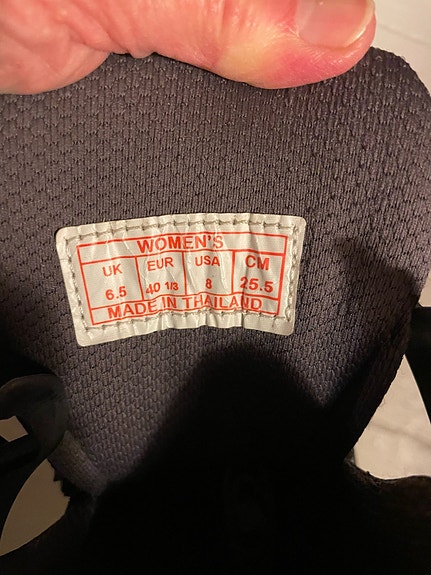 WOMEN'S
UK EUR USA CM
6.5 40 1/3 8 25.5
MADE IN THAILAND